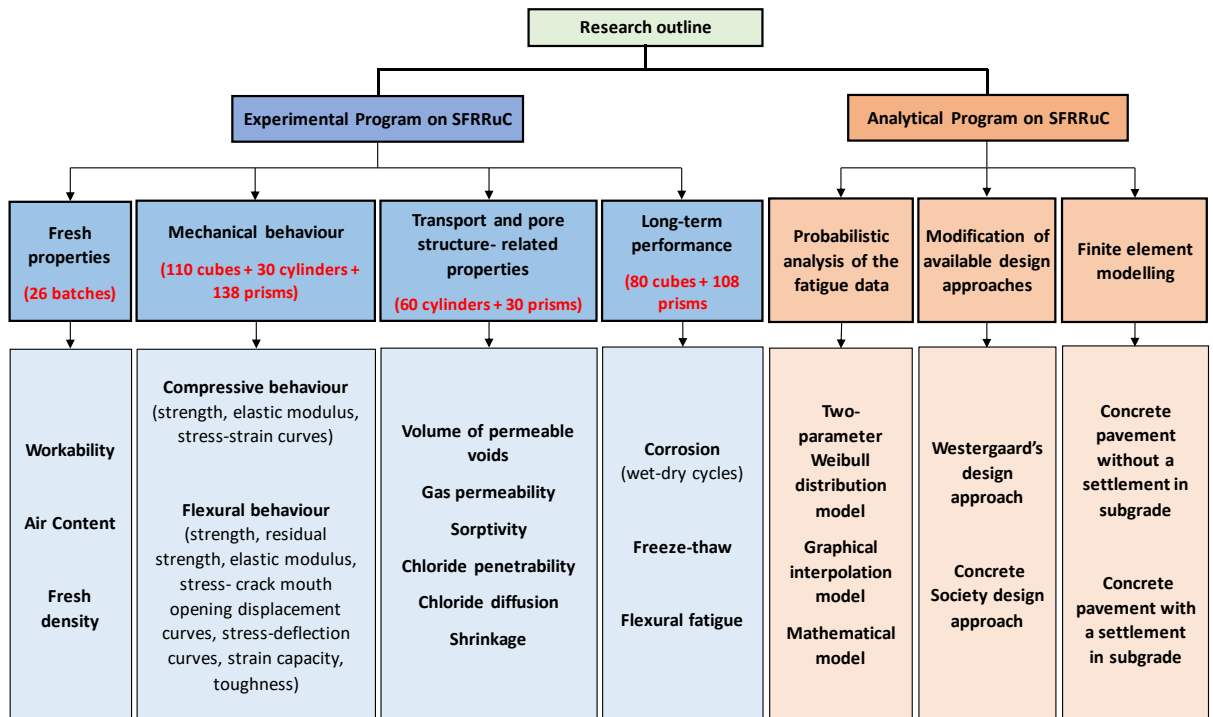 Research outline
Experimental Program on SFRRuC
Analytical Program on SFRRuC
Fresh
properties
(26 batches)
Mechanical behaviour
(110 cubes + 30 cylinders +
138 prisms)
Transport and pore
structure- related
properties
(60 cylinders + 30 prisms)
Long-term
performance
(80 cubes + 108
prisms
Probabilistic
analysis of the
fatigue data
Modification of
available design
approaches
Finite element
modelling
Workability
Air Content
Fresh
density
Compressive behaviour
(strength, elastic modulus,
stress-strain curves)
Flexural behaviour
(strength, residual
strength, elastic modulus,
stress- crack mouth
opening displacement
curves, stress-deflection
curves, strain capacity,
toughness)
Volume of permeable
voids
Gas permeability
Sorptivity
Chloride penetrability
Chloride diffusion
Shrinkage
Corrosion
(wet-dry cycles)
Freeze-thaw
Flexural fatigue
Two-
parameter
Weibull
distribution
model
Graphical
interpolation
model
Mathematical
model
Westergaard's
design
approach
Concrete
Society design
approach
Concrete
pavement
without a
settlement in
subgrade
Concrete
pavement with
a settlement
in subgrade